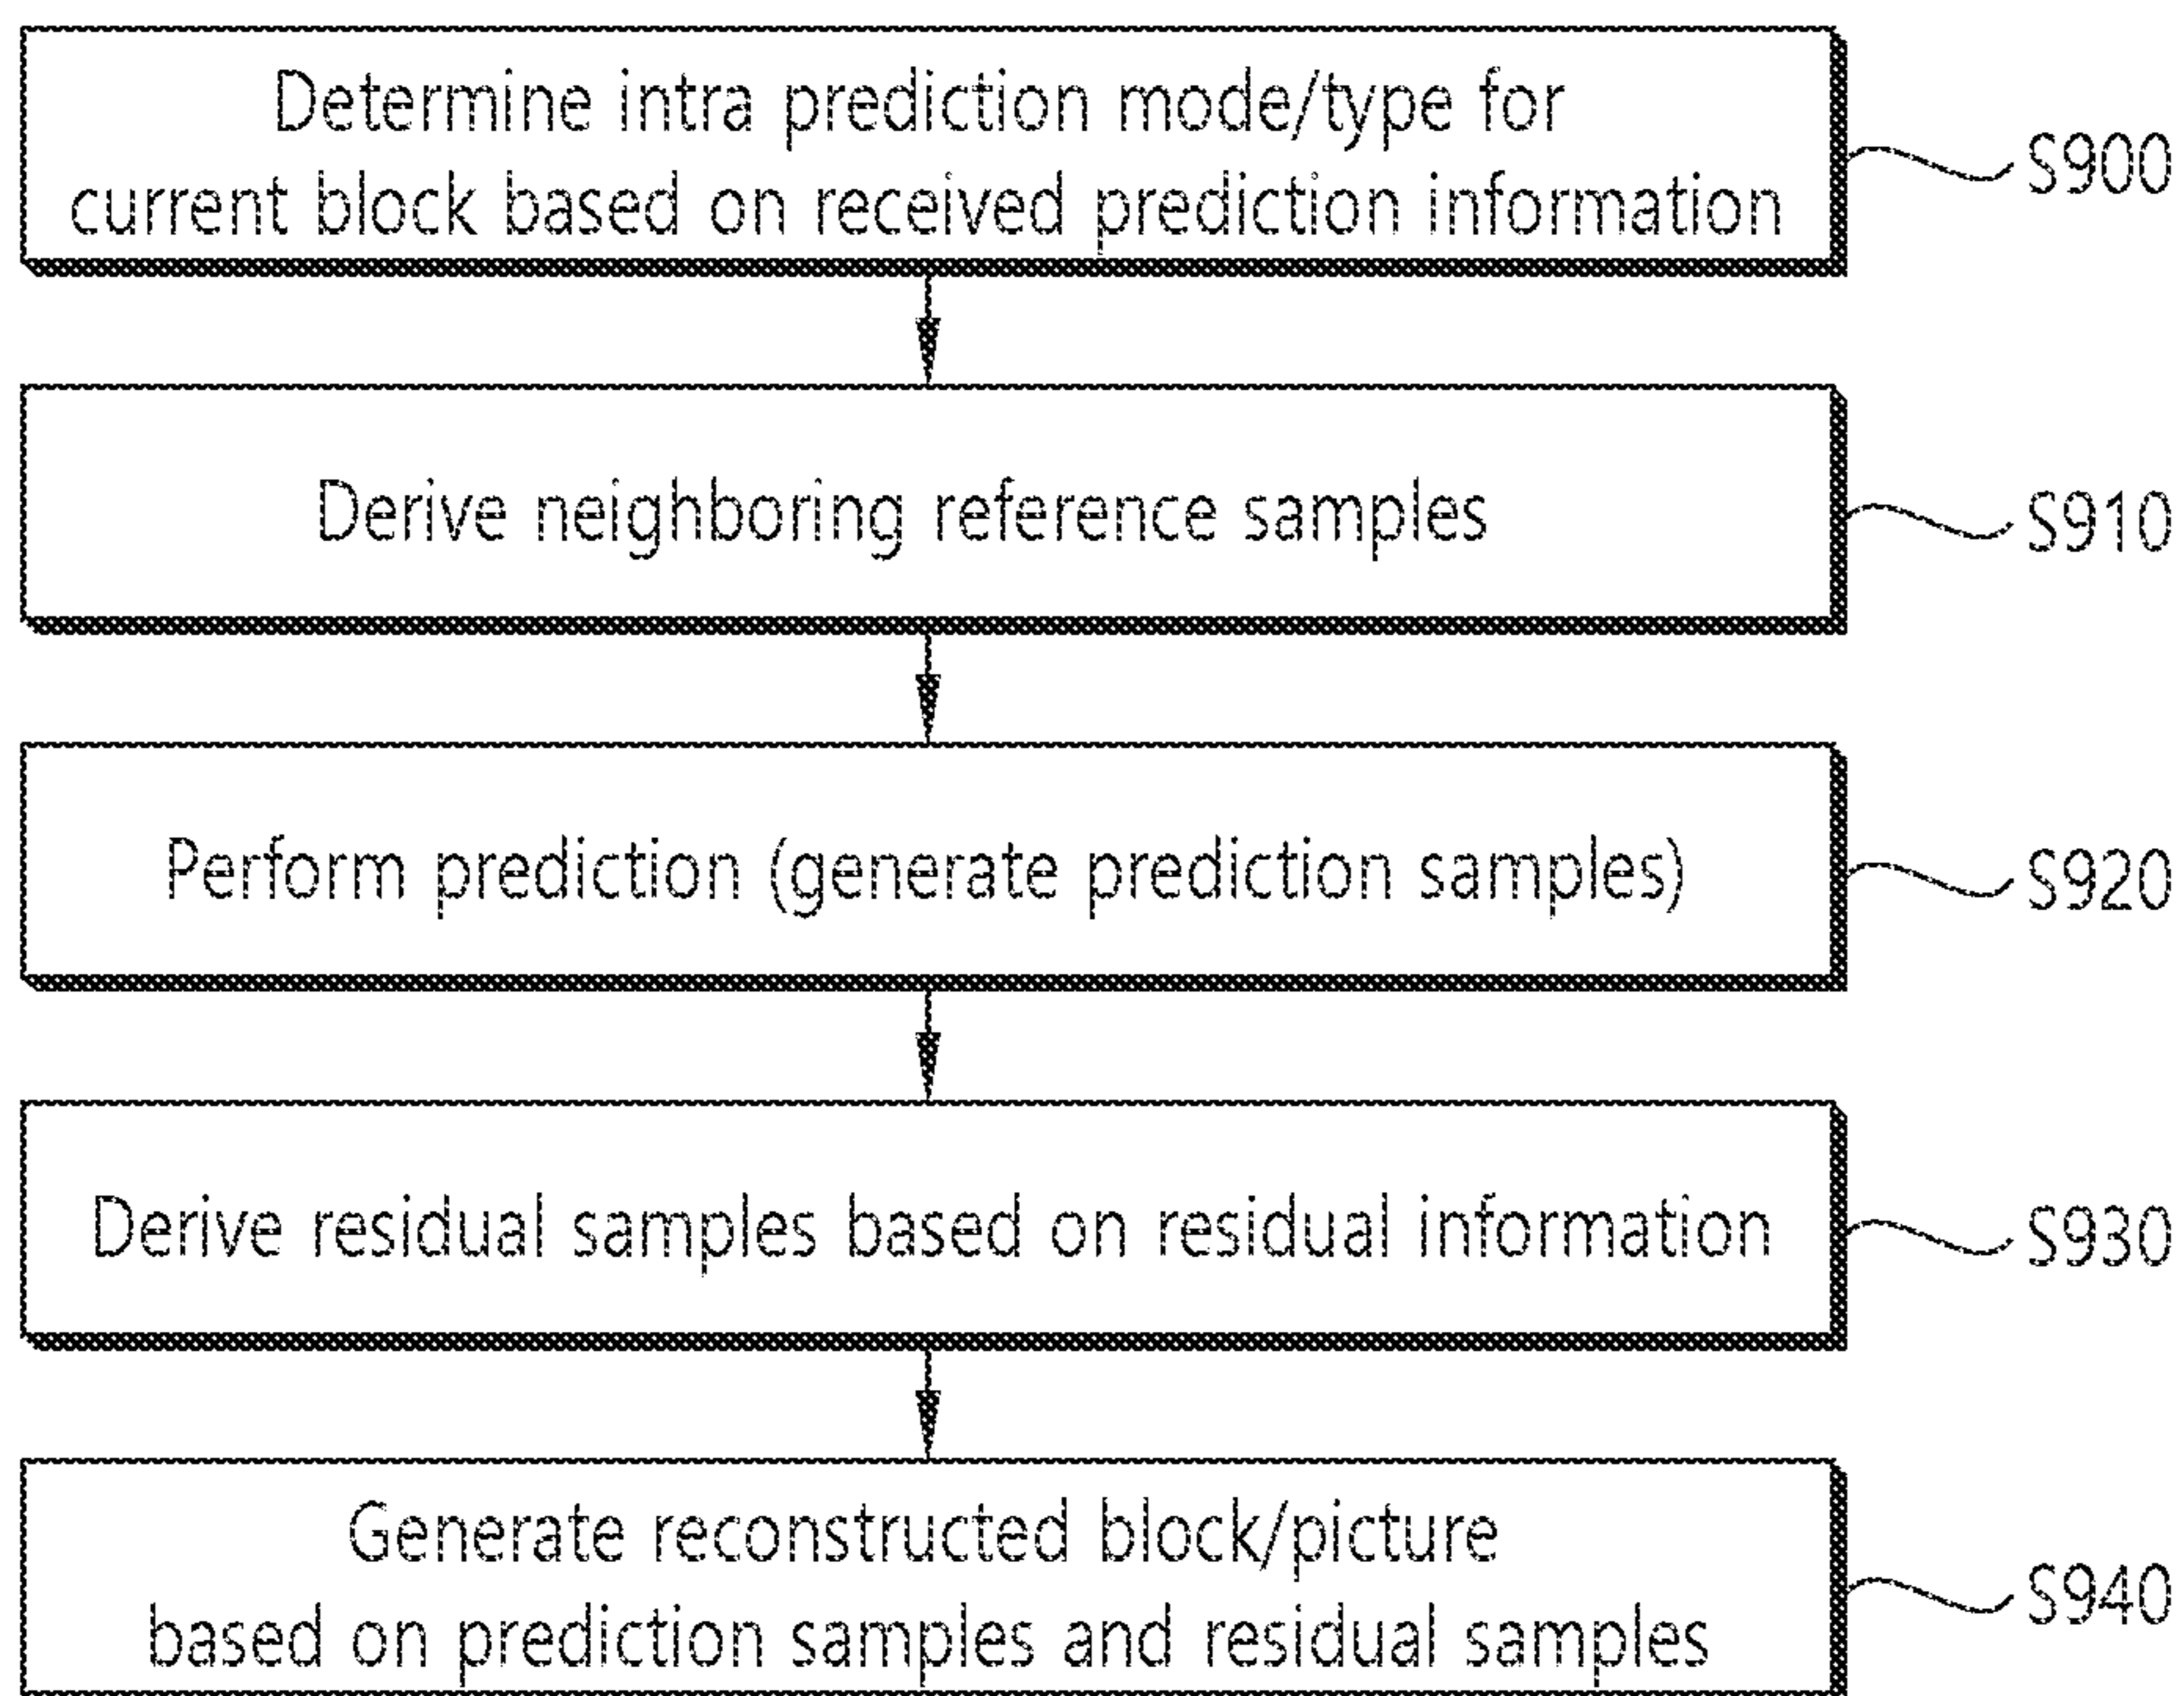 Determine intra prediction mode/type for
current block based on received prediction information
S900
Derive neighboring reference samples
S910
Perform prediction (generate prediction samples)
S920
Derive residual samples based on residual information
S930
Generate reconstructed block/picture
based on prediction samples and residual samples
S940